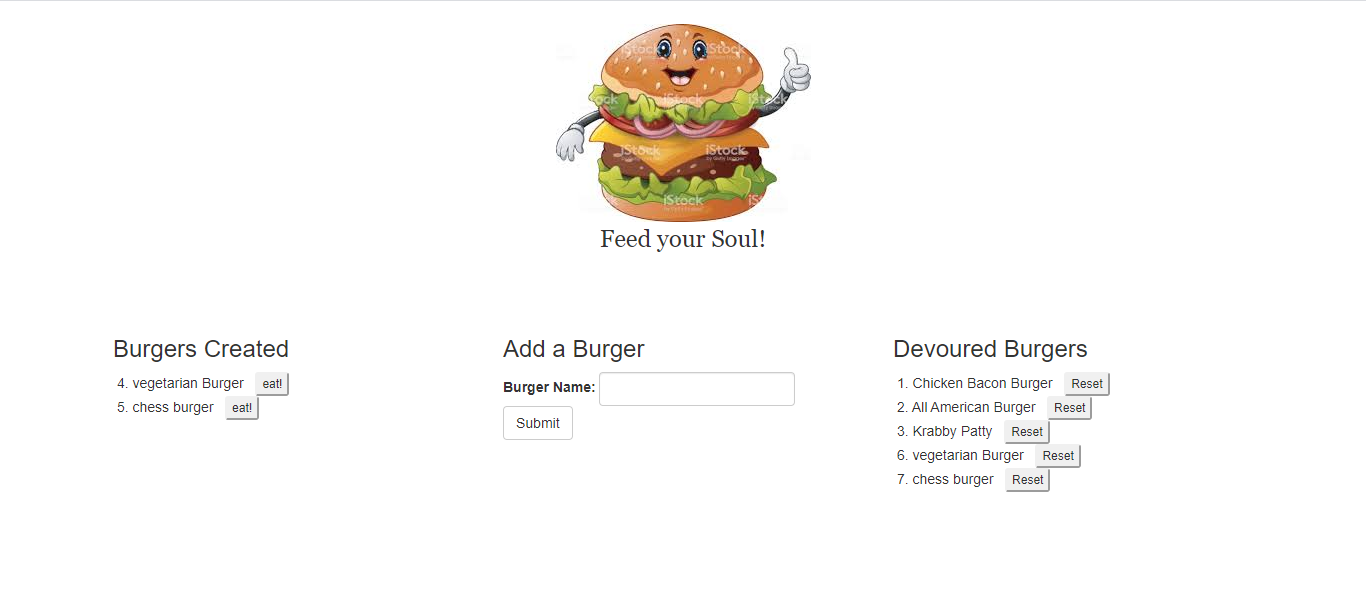 iStock iStock
iStock iStock iStock
iStock iStock
iStock iStock
Feed your Soul!
Burgers Created
4. vegetarian Burger eat!
5. chess burger eat!
Add a Burger
Burger Name:
Submit
Devoured Burgers
1. Chicken Bacon Burger Reset
2. All American Burger Reset
3. Krabby Patty Reset
6. vegetarian Burger Reset
7. chess burger Reset